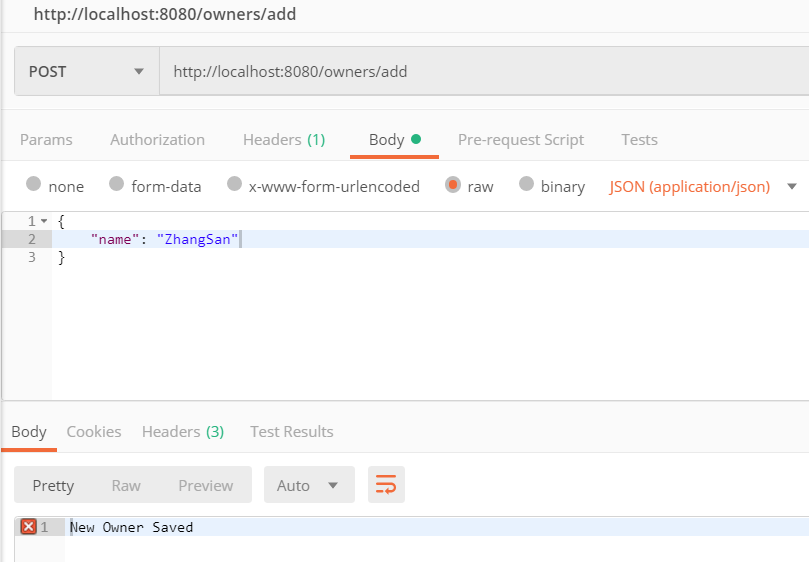 http://localhost:8080/owners/add
POST http://localhost:8080/owners/add
Params Authorization Headers (1) Body Pre-request Script Tests
none form-data x-www-form-urlencoded raw binary JSON (application/json)
1 {
2 "name": "ZhangSan"
3 }
Body Cookies Headers (3) Test Results
Pretty Raw Preview Auto
1 New Owner Saved